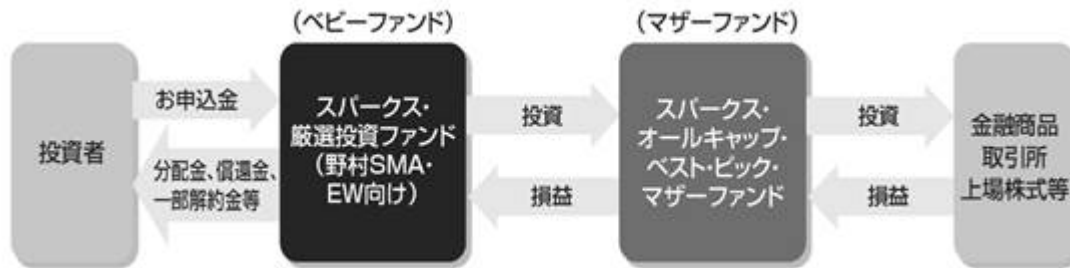 (ベビーファンド)
(マザーファンド)
投資者
お申込金
分配金、償還金、
一部解約金等
スパークス・
厳選投資ファンド
(野村SMA・
EW向け)
投資
損益
スパークス・
オールキャップ・
ベスト・ピック・
マザーファンド
投資
損益
金融商品
取引所
上場株式等